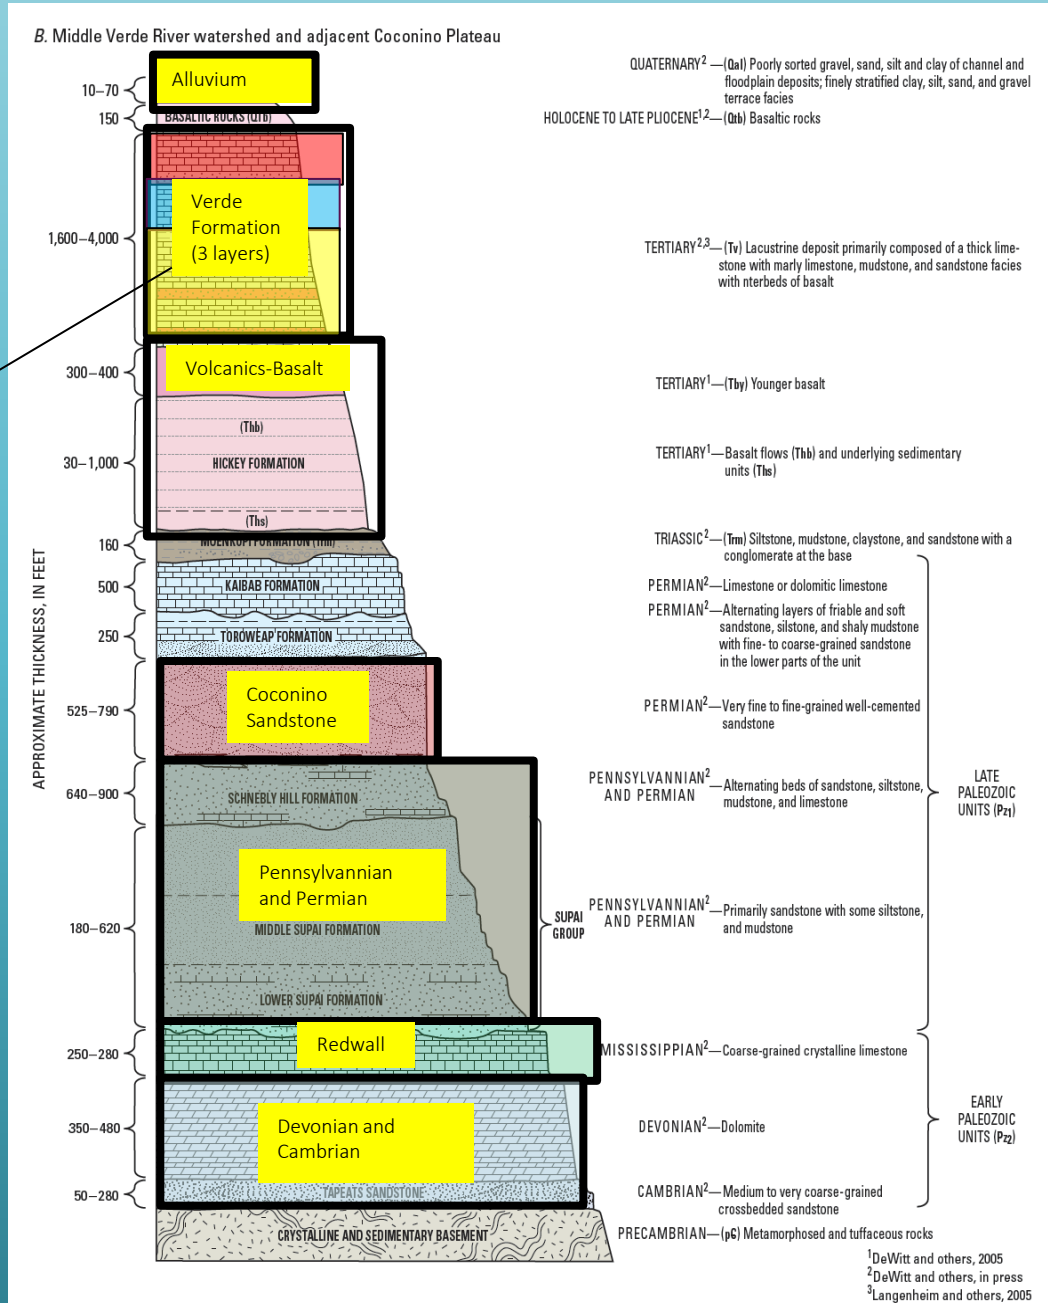 B. Middle Verde River watershed and adjacent Coconino Plateau
Alluvium
10–70
QUATERNARY2 —(Qal) Poorly sorted gravel, sand, silt and clay of channel and
floodplain deposits; finely stratified clay, silt, sand, and gravel
terrace facies
150
BASALTIC ROCKS (QTb)
HOLOCENE TO LATE PLIOCENE1,2 —(Qtb) Basaltic rocks
Verde
Formation
(3 layers)
1,600–4,000
TERTIARY2,3—(Tv) Lacustrine deposit primarily composed of a thick lime-
stone with marly limestone, mudstone, and sandstone facies
with nterbeds of basalt
Volcanics-Basalt
300–400
TERTIARY1—(Tby) Younger basalt
(Thb)
30–1,000
HICKEY FORMATION
TERTIARY1—Basalt flows (Thb) and underlying sedimentary
units (Ths)
(Ths)
160
MOENKOPI FORMATION
TRIASSIC2 —(Trm) Siltstone, mudstone, claystone, and sandstone with a
conglomerate at the base
500
KAIBAB FORMATION
PERMIAN2—Limestone or dolomitic limestone
250
TOROWEAP FORMATION
PERMIAN2—Alternating layers of friable and soft
sandstone, silstone, and shaly mudstone
with fine- to coarse-grained sandstone
in the lower parts of the unit
Coconino
Sandstone
525–790
PERMIAN2—Very fine to fine-grained well-cemented
sandstone
APPROXIMATE THICKNESS, IN FEET
640–900
SCHNEBLY HILL FORMATION
PENNSYLVANNIAN2
AND PERMIAN —Alternating beds of sandstone, siltstone,
mudstone, and limestone
LATE
PALEOZOIC
UNITS (Pz1)
Pennsylvannian
and Permian
180–620
MIDDLE SUPAI FORMATION
SUPAI
GROUP
PENNSYLVANNIAN2
AND PERMIAN —Primarily sandstone with some siltstone,
and mudstone
LOWER SUPAI FORMATION
Redwall
250–280
MISSISSIPPIAN2—Coarse-grained crystalline limestone
Devonian and
Cambrian
350–480
DEVONIAN2—Dolomite
EARLY
PALEOZOIC
UNITS (Pz2)
50–280
TAPEATS SANDSTONE
CAMBRIAN2—Medium to very coarse-grained
crossbedded sandstone
CRYSTALLINE AND SEDIMENTARY BASEMENT
PRECAMBRIAN—(p€) Metamorphosed and tuffaceous rocks
1DeWitt and others, 2005
2DeWitt and others, in press
3Langenheim and others, 2005